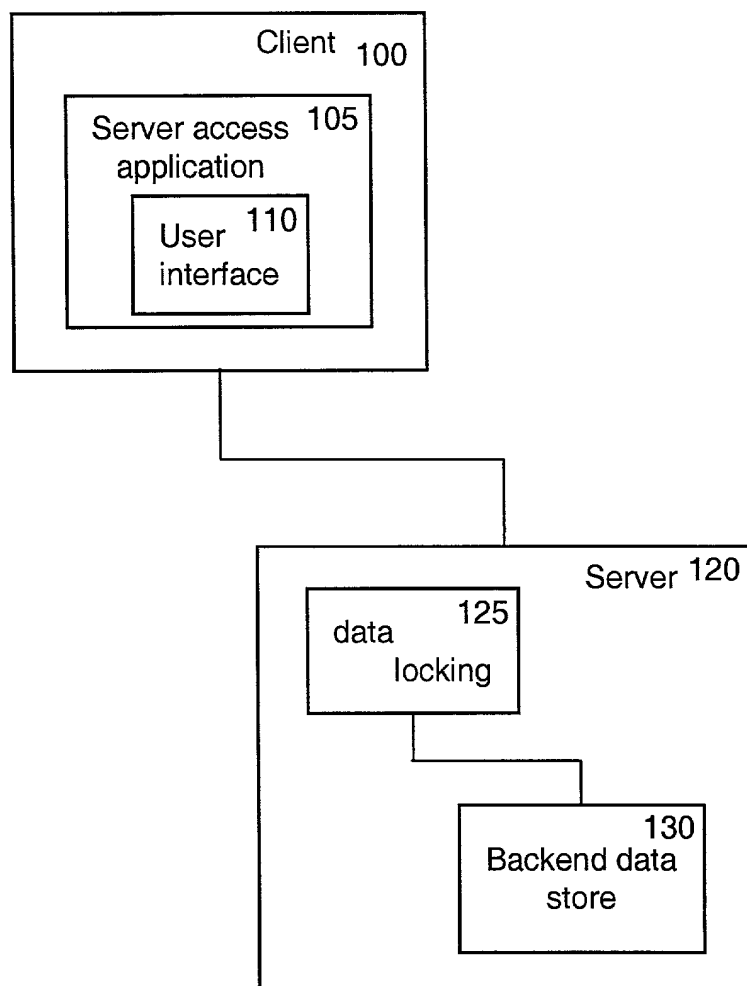 Client 100
Server access 105
application
User 110
interface
Server 120
data 125
locking
130
Backend data
store